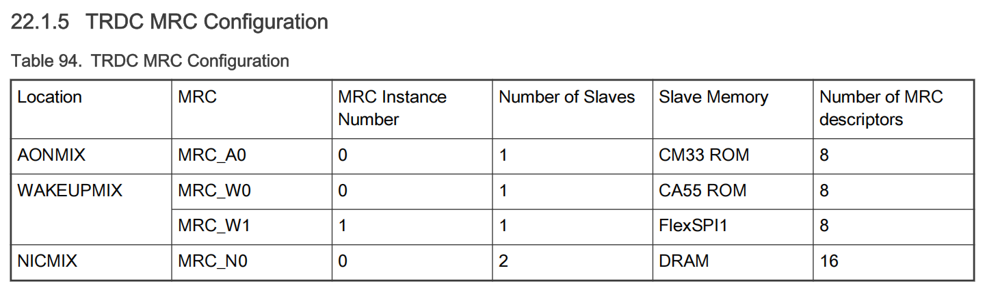 22.1.5 TRDC MRC Configuration
Table 94. TRDC MRC Configuration
Location MRC MRC Instance Number of Slaves Slave Memory Number of MRC
Number descriptors
AONMIX MRC_A0 0 1 CM33 ROM 8
WAKEUPMIX MRC_W0 0 1 CA55 ROM 8
MRC_W1 1 1 FlexSPI1 8
NICMIX MRC_N0 0 2 DRAM 16